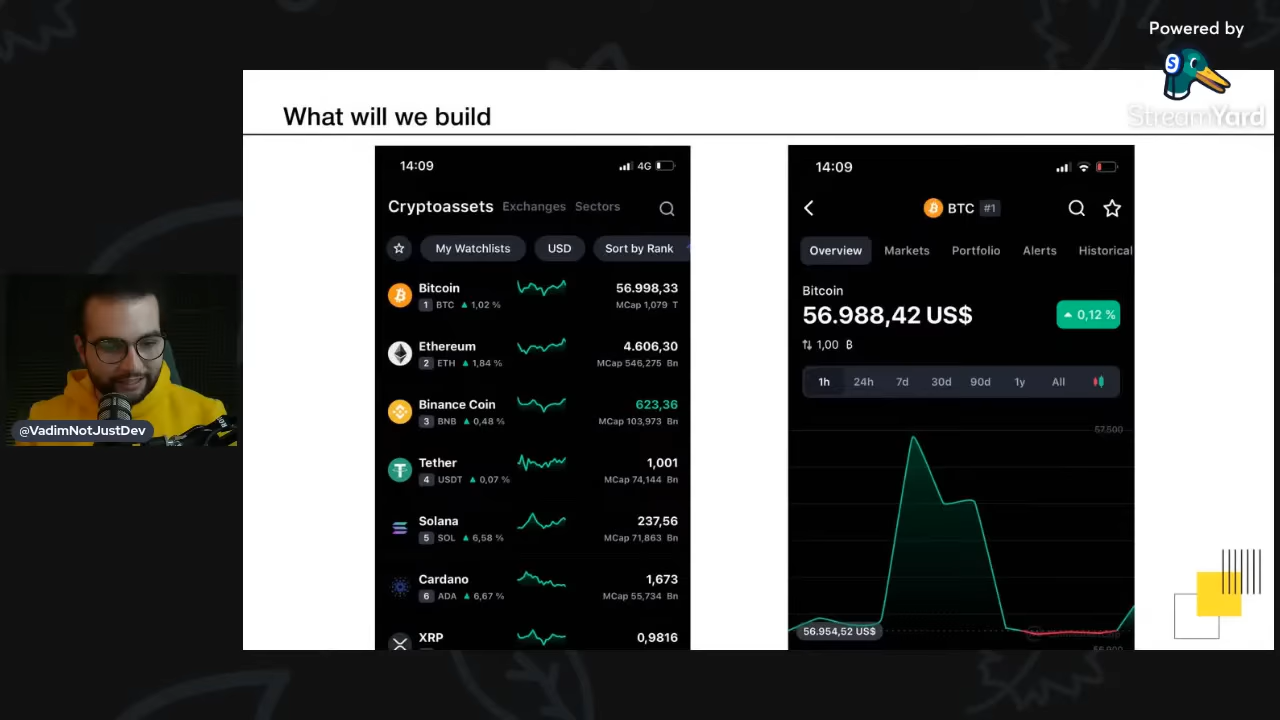 Powered by
StreamYard
What will we build
14:09
4G
Cryptoassets Exchanges Sectors
My Watchlists USD Sort by Rank
Bitcoin 56.998,33
1 BTC 1,02 % MCap 1,079 T
Ethereum 4.606,30
2 ETH 1,84 % MCap 546,275 Bn
Binance Coin 623,36
3 BNB 0,48 % MCap 103,973 Bn
Tether 1,001
4 USDT 0,07 % MCap 74,144 Bn
Solana 237,56
5 SOL 6,58 % MCap 71,863 Bn
Cardano 1,673
6 ADA 6,67 % MCap 55,734 Bn
XRP 0,9816
14:09
BTC #1
Overview Markets Portfolio Alerts Historical
Bitcoin
56.988,42 US$ 0,12 %
1,00 B
1h 24h 7d 30d 90d 1y All
57.500
56.954,52 US$
@VadimNotJustDev